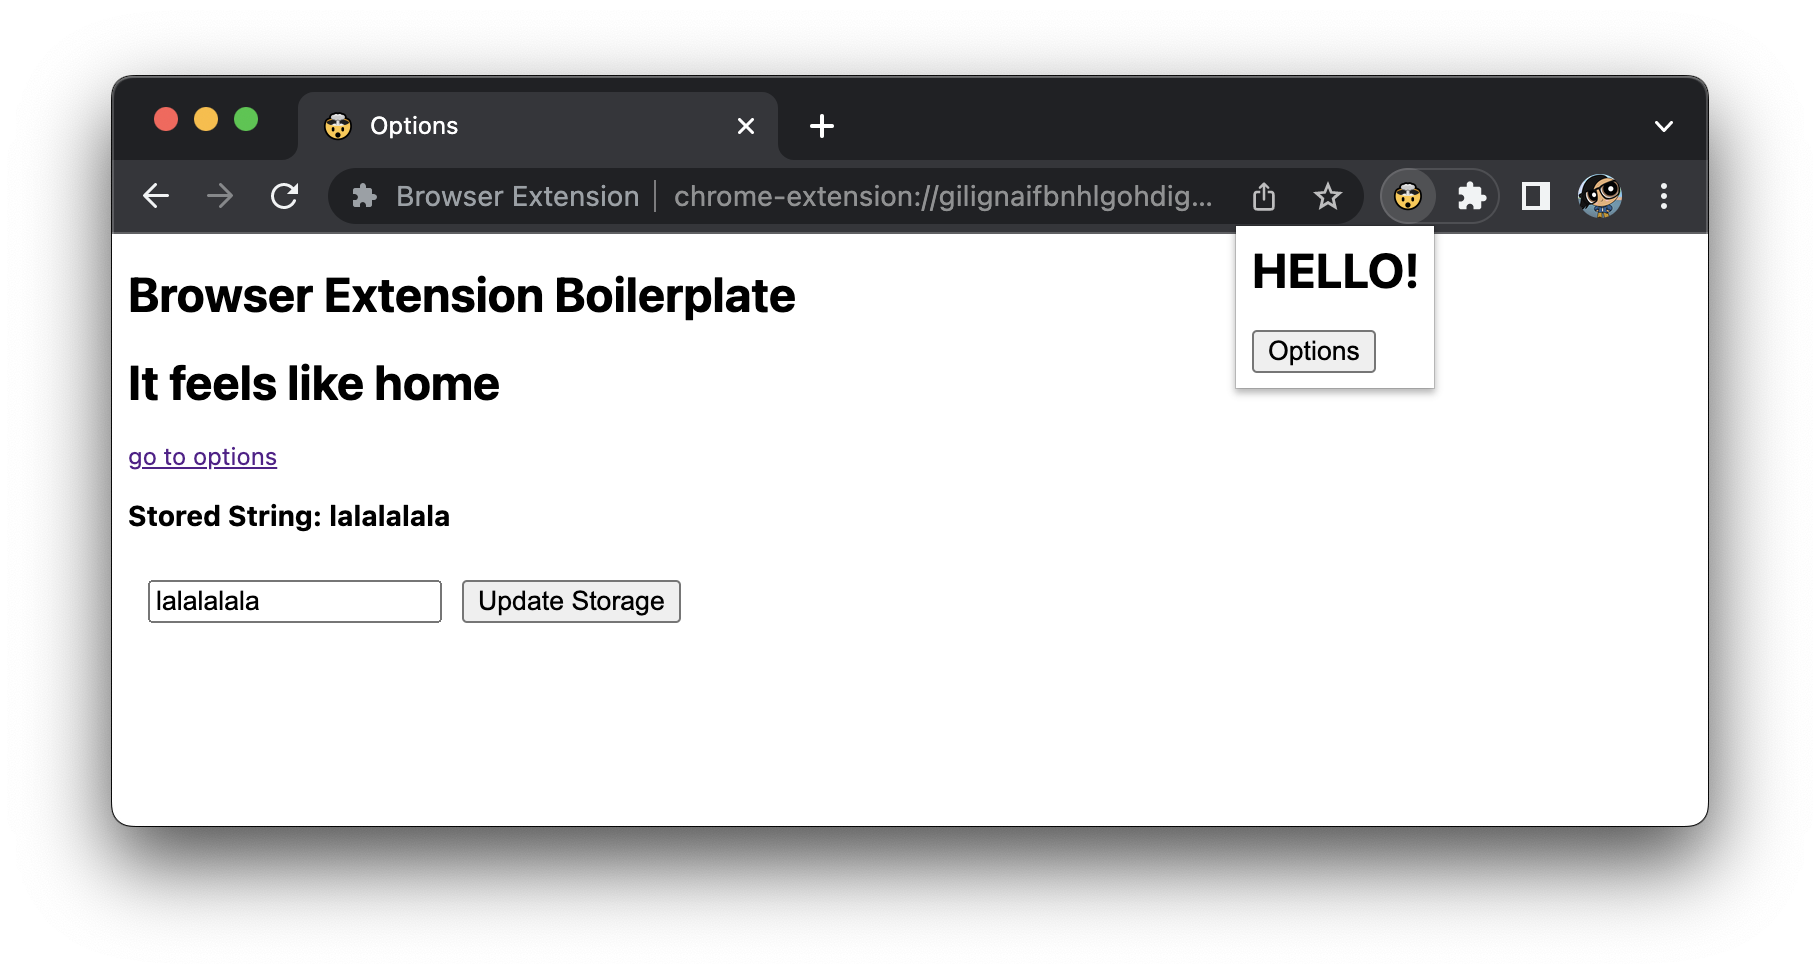 Options
Browser Extension | chrome-extension://gilignaifbnhlgohdig...
HELLO!
Options
Browser Extension Boilerplate
It feels like home
go to options
Stored String: lalalalala
lalalalala
Update Storage